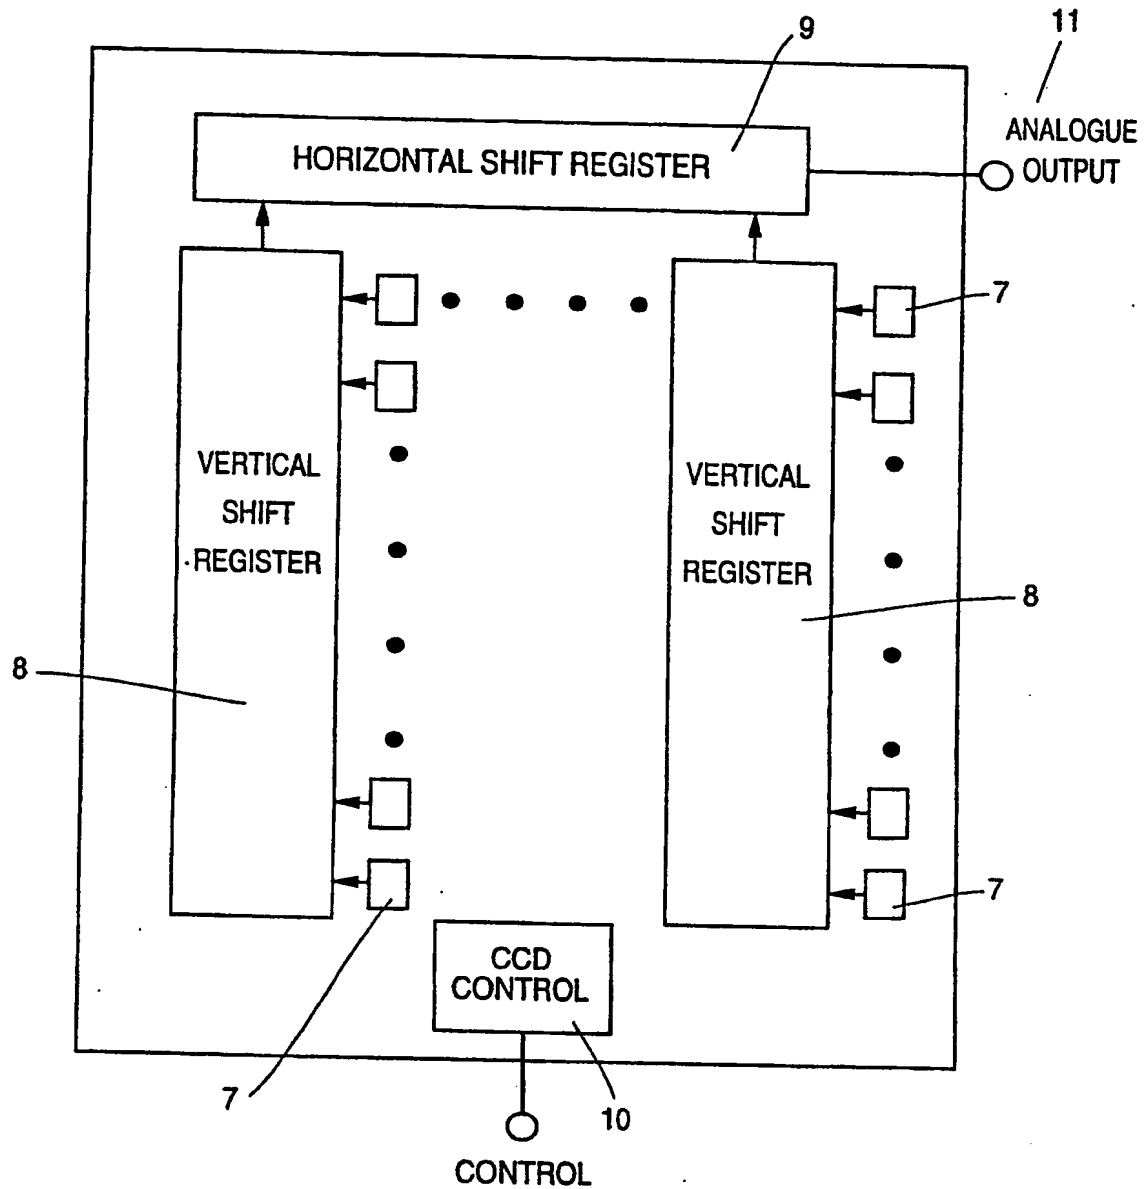 9
11
ANALOGUE
OUTPUT
HORIZONTAL SHIFT REGISTER
7
VERTICAL
SHIFT
REGISTER
VERTICAL
SHIFT
REGISTER
8
8
7
CCD
CONTROL
7
10
CONTROL